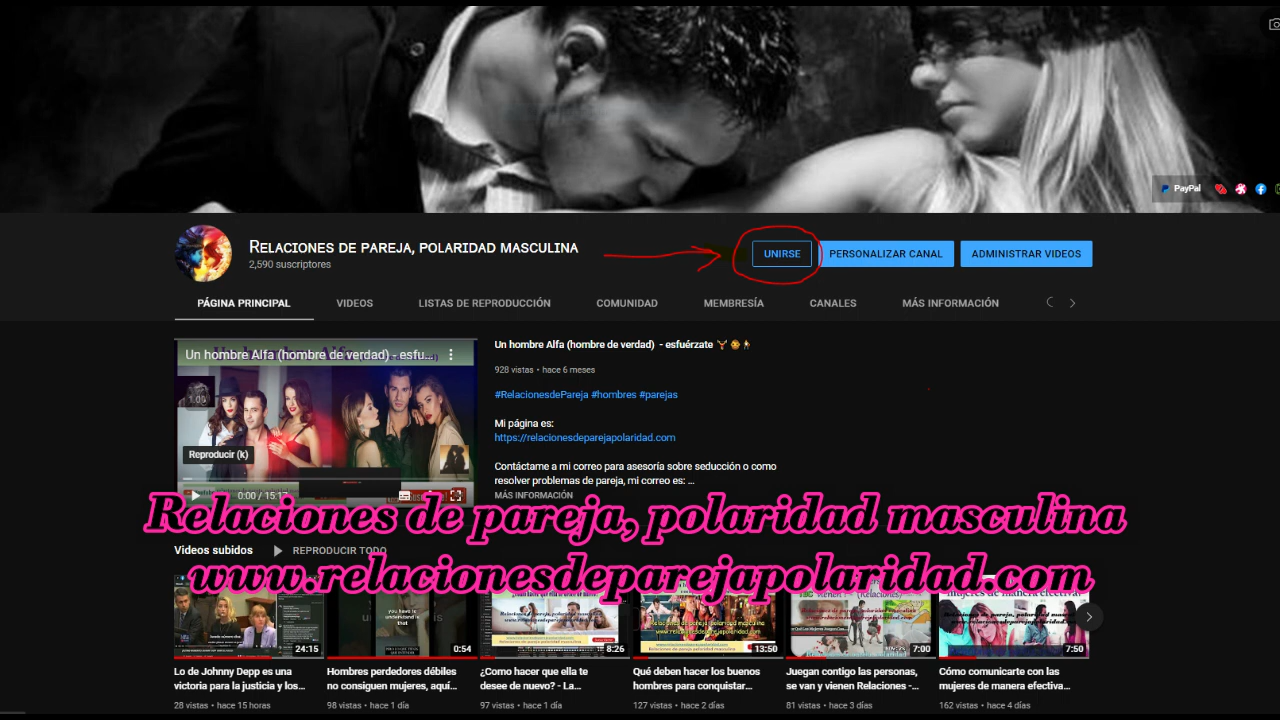 PayPal
Relaciones de pareja, polaridad masculina
2,590 suscriptores
UNIRSE
PERSONALIZAR CANAL
ADMINISTRAR VIDEOS
PÁGINA PRINCIPAL
VIDEOS
LISTAS DE REPRODUCCIÓN
COMUNIDAD
MEMBRESÍA
CANALES
MÁS INFORMACIÓN
Un hombre Alfa (hombre de verdad) - esfu...
Reproducir (k)
0:00 / 15:17
Un hombre Alfa (hombre de verdad) - esfuérzate
928 vistas • hace 6 meses
#RelacionesdePareja #hombres #parejas
Mi página es:
https://relacionesdeparejapolaridad.com
Contáctame a mi correo para asesoría sobre seducción o como
resolver problemas de pareja, mi correo es: ...
MÁS INFORMACIÓN
Relaciones de pareja, polaridad masculina
Videos subidos
REPRODUCIR TODO
www.relacionesdeparejapolaridad.com
24:15
0:54
8:26
13:50
7:00
7:50
Lo de Johnny Depp es una
victoria para la justicia y los...
28 vistas • hace 15 horas
Hombres perdedores débiles
no consiguen mujeres, aquí...
98 vistas • hace 1 día
¿Como hacer que ella te
desee de nuevo? - La...
97 vistas • hace 1 día
Qué deben hacer los buenos
hombres para conquistar...
127 vistas • hace 2 días
Juegan contigo las personas,
se van y vienen Relaciones -...
81 vistas • hace 3 días
Cómo comunicarte con las
mujeres de manera efectiva...
162 vistas • hace 4 días